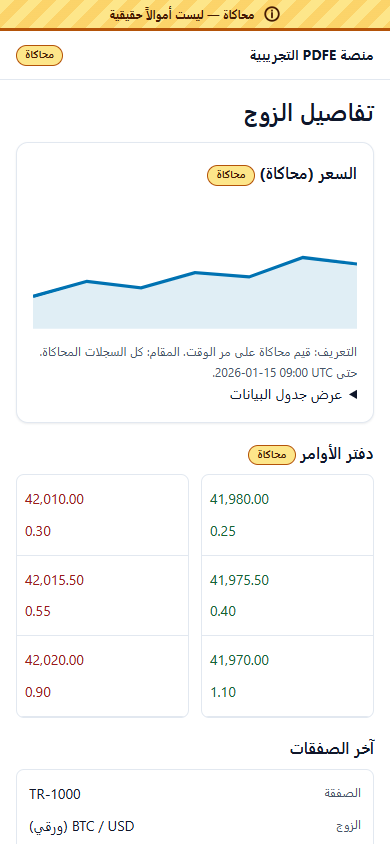 محاكاة — ليست أموالاً حقيقية
منصة PDFE التجريبية
محاكاة
تفاصيل الزوج
السعر (محاكاة) محاكاة
التعريف: قيم محاكاة على مر الوقت. المقام: كل السجلات المحاكاة.
حتى 2026-01-15 09:00 UTC.
عرض جدول البيانات
دفتر الأوامر محاكاة
41,980.00
0.25
41,975.50
0.40
41,970.00
1.10
42,010.00
0.30
42,015.50
0.55
42,020.00
0.90
آخر الصفقات
الصفقة TR-1000
الزوج BTC / USD (ورقي)